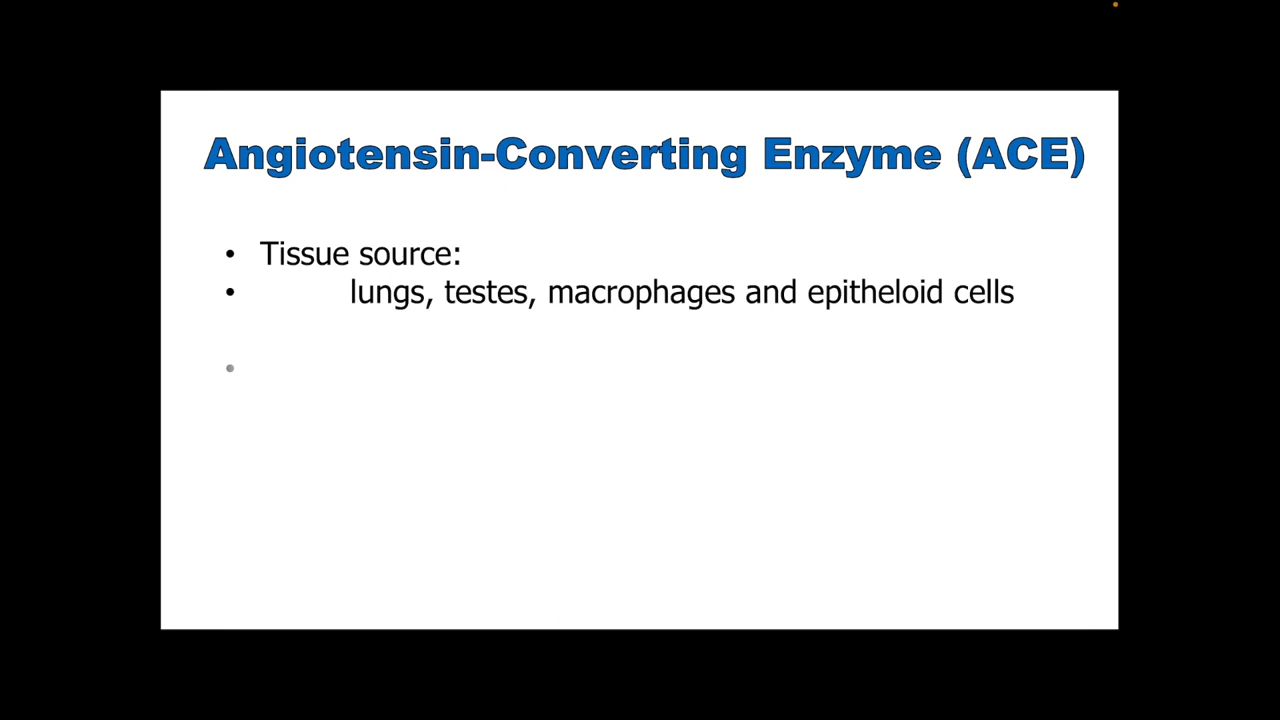 Angiotensin-Converting Enzyme (ACE)
• Tissue source:
• lungs, testes, macrophages and epitheloid cells
•